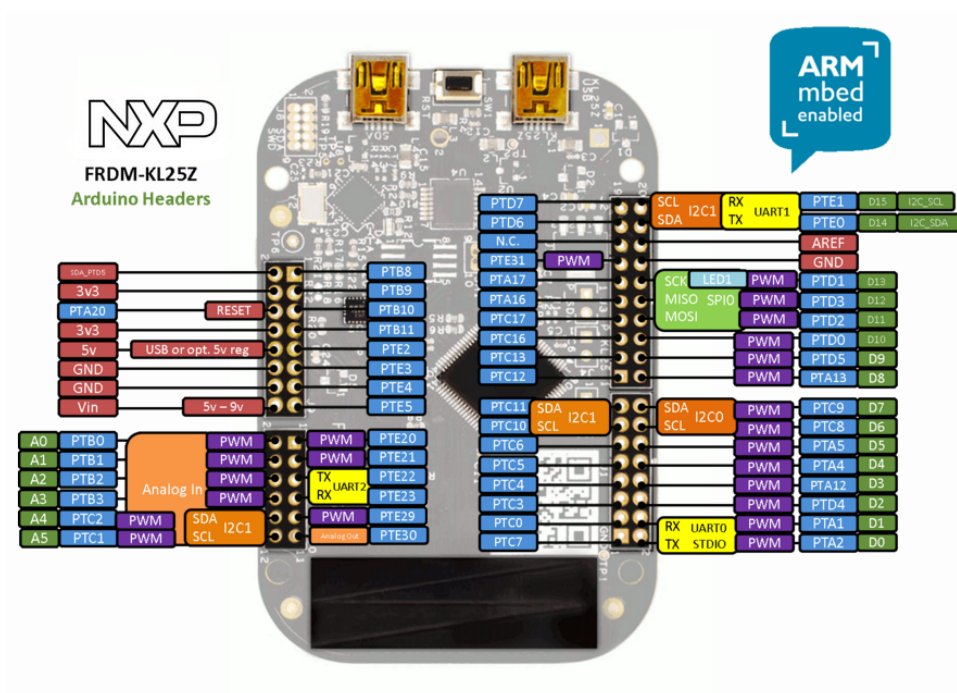 NXP
FRDM-KL25Z
Arduino Headers
ARM
mbed
enabled
PTD7 SCL I2C1 RX UART1 PTE1 D15 I2C_SCL
PTD6 SDA TX PTE0 D14 I2C_SDA
N.C. AREF
PTE31 PWM GND
PTA17 SCK LED1 PWM PTD1 D13
PTA16 MISO SPI0 PWM PTD3 D12
PTC17 MOSI PWM PTD2 D11
PTC16 PWM PTD0 D10
PTC13 PWM PTD5 D9
PTC12 PWM PTA13 D8
SDA_PTD5 PTB8
3v3 PTB9
PTA20 RESET PTB10
3v3 PTB11
5v USB or opt. 5v reg PTE2
GND PTE3
GND PTE4
Vin 5v – 9v PTE5
PTC11 SDA I2C1 SDA I2C0 PWM PTC9 D7
PTC10 SCL SCL PWM PTC8 D6
PTC6 PWM PTA5 D5
PTC5 PWM PTA4 D4
PTC4 PWM PTA12 D3
PTC3 PWM PTD4 D2
PTC0 RX UART0 PWM PTA1 D1
PTC7 TX STDIO PWM PTA2 D0
A0 PTB0 Analog In PWM PWM PTE20
A1 PTB1 PWM PWM PTE21
A2 PTB2 PWM TX UART2 PTE22
A3 PTB3 PWM RX PTE23
A4 PTC2 PWM SDA I2C1 PWM PTE29
A5 PTC1 PWM SCL Analog Out PTE30